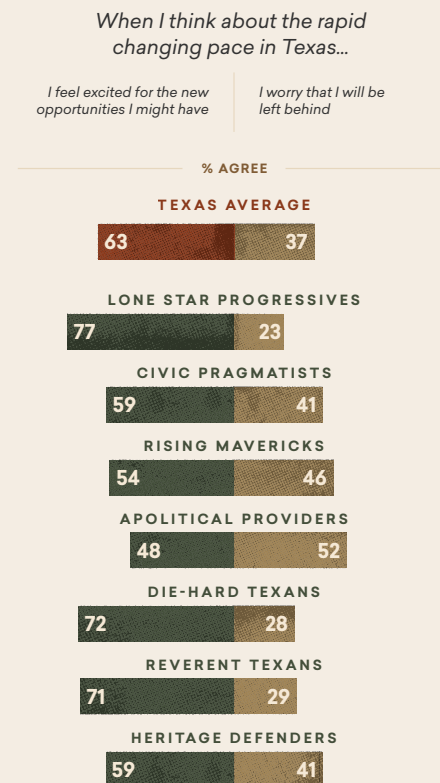 When I think about the rapid
changing pace in Texas...
I feel excited for the new
opportunities I might have
I worry that I will be
left behind
% AGREE
TEXAS AVERAGE
63 37
LONE STAR PROGRESSIVES
77 23
CIVIC PRAGMATISTS
59 41
RISING MAVERICKS
54 46
APOLITICAL PROVIDERS
48 52
DIE-HARD TEXANS
72 28
REVERENT TEXANS
71 29
HERITAGE DEFENDERS
59 41